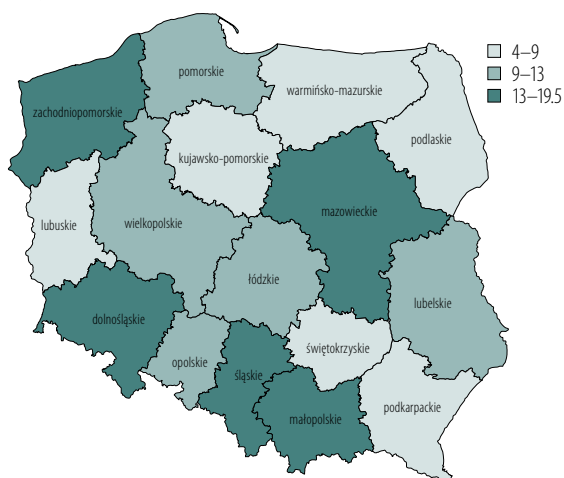 4–9
9–13
13–19.5
pomorskie
warmińsko-mazurskie
zachodniopomorskie
podlaskie
kujawsko-pomorskie
mazowieckie
lubuskie
wielkopolskie
łódzkie
lubelskie
dolnośląskie
świętokrzyskie
opolskie
śląskie
podkarpackie
małopolskie